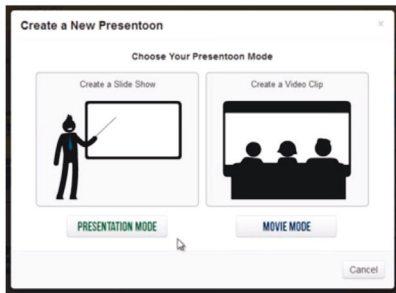 Create a New Presentoon
×
Choose Your Presentoon Mode
Create a Slide Show
Create a Video Clip
PRESENTATION MODE
MOVIE MODE
Cancel